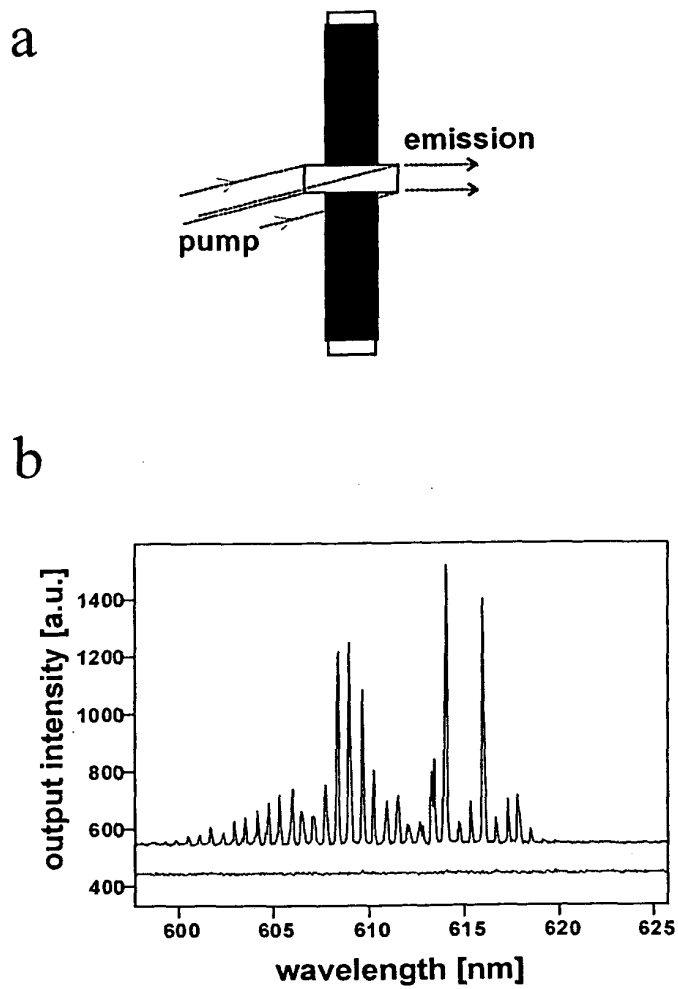 a
emission
pump
b
output intensity [a.u.]
1400
1200
1000
800
600
400
600 605 610 615 620 625
wavelength [nm]